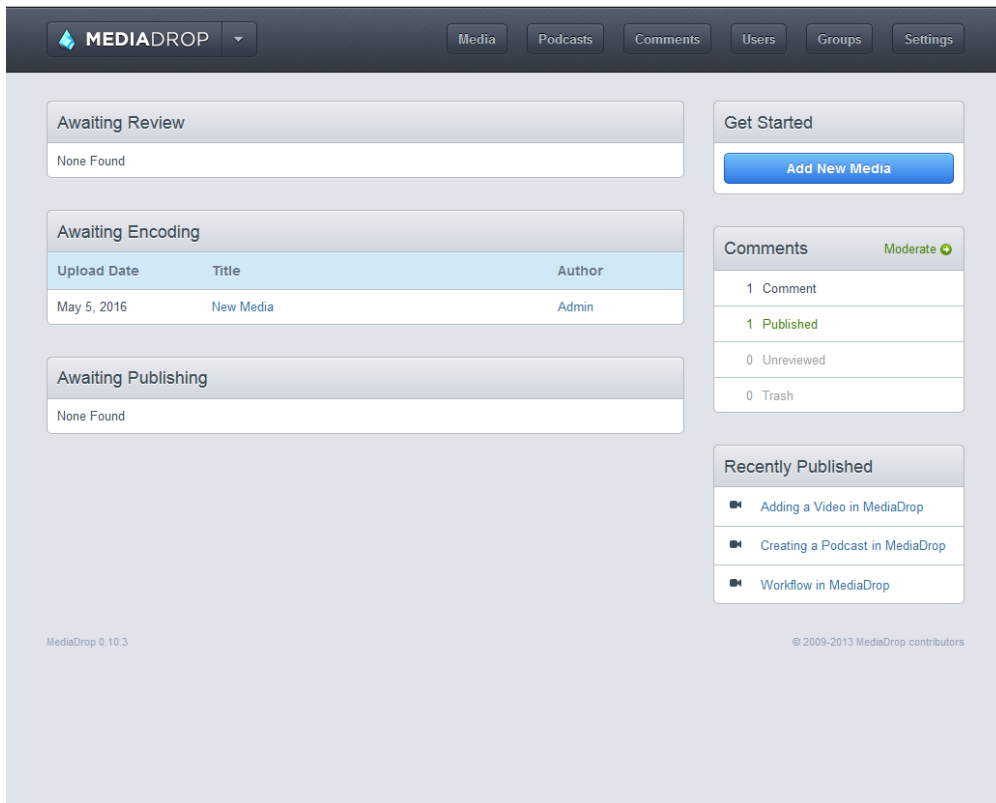 MEDIADROP Media Podcasts Comments Users Groups Settings
Awaiting Review
None Found
Awaiting Encoding
Upload Date Title Author
May 5, 2016 New Media Admin
Awaiting Publishing
None Found
Get Started
Add New Media
Comments Moderate
1 Comment
1 Published
0 Unreviewed
0 Trash
Recently Published
Adding a Video in MediaDrop
Creating a Podcast in MediaDrop
Workflow in MediaDrop
MediaDrop 0.10.3 © 2009-2013 MediaDrop contributors